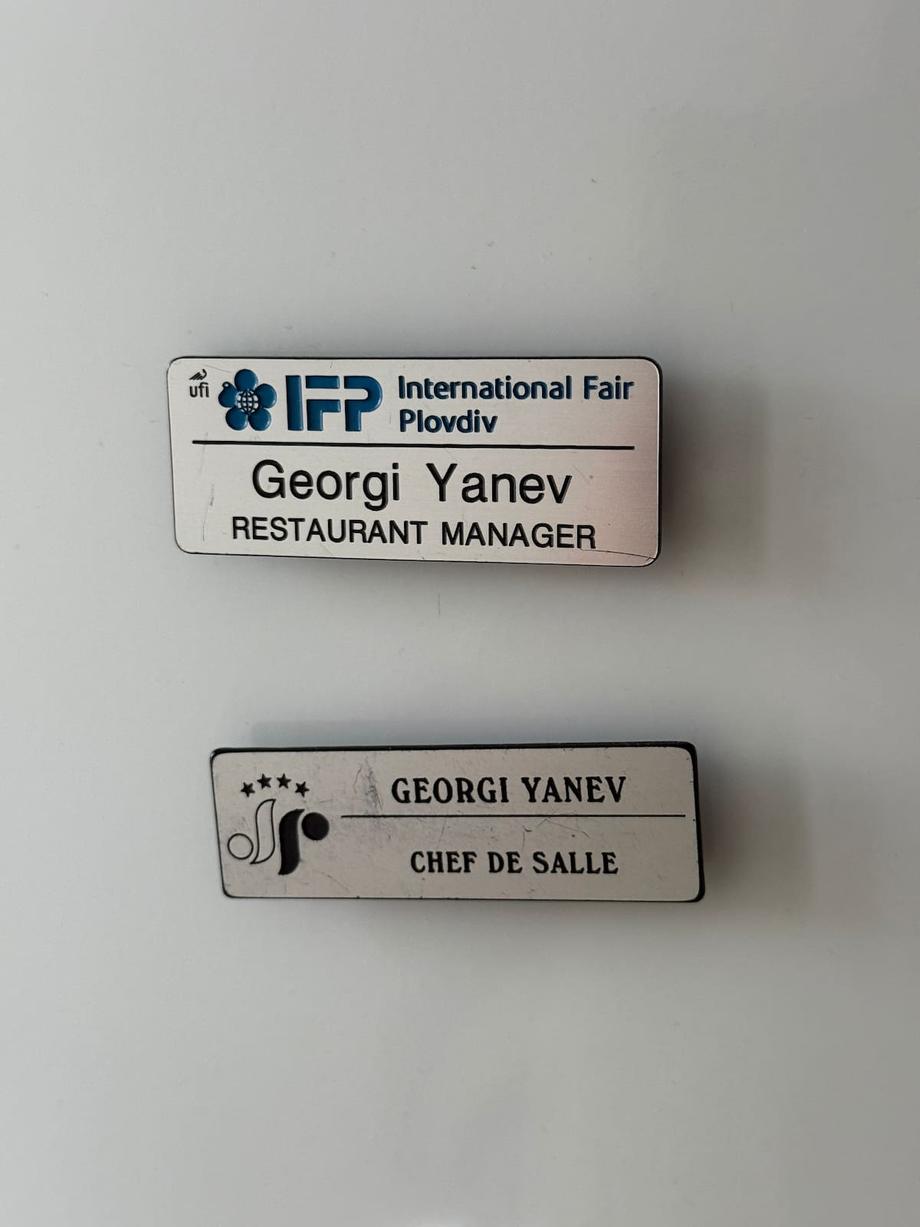 ufi
IFP
International Fair
Plovdiv
Georgi Yanev
RESTAURANT MANAGER
GEORGI YANEV
CHEF DE SALLE